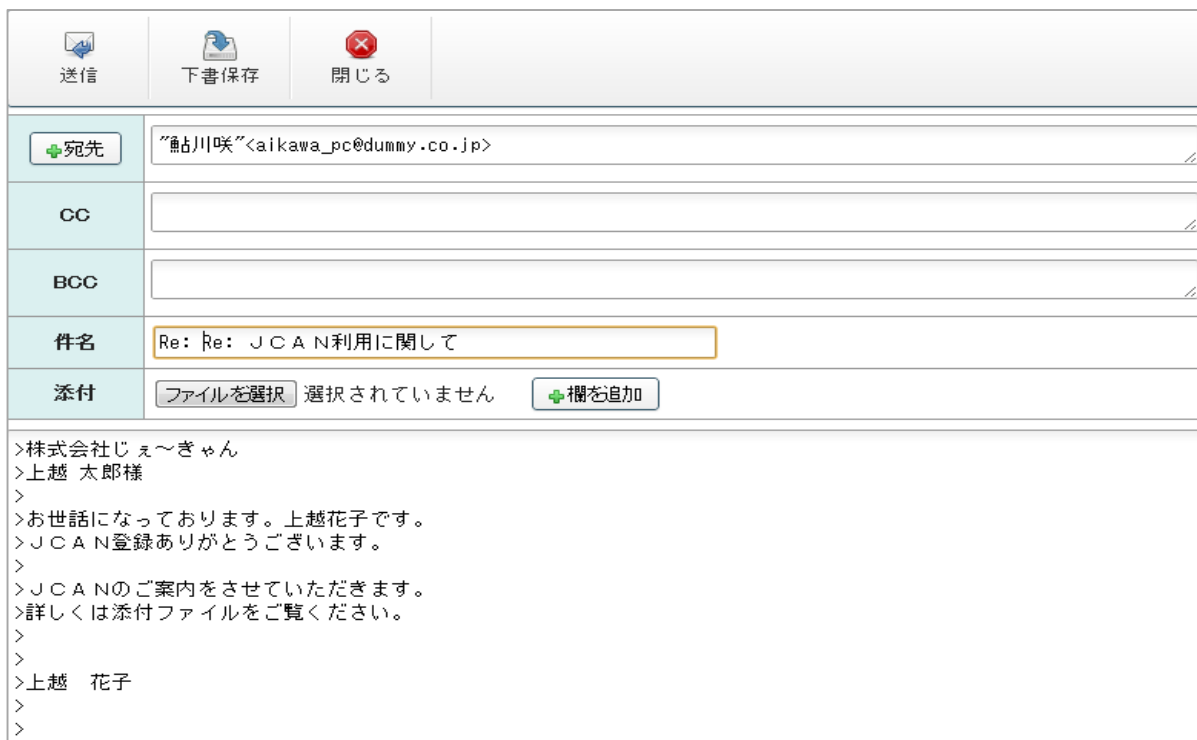 送信
下書保存
閉じる
宛先
"鮎川咲"<aikawa_pc@dummy.co.jp>
CC
BCC
件名
Re: Re: ＪＣＡＮ利用に関して
添付
ファイルを選択 選択されていません 欄を追加
>株式会社じぇ～きゃん
>上越 太郎様
>
>お世話になっております。上越花子です。
>ＪＣＡＮ登録ありがとうございます。
>
>ＪＣＡＮのご案内をさせていただきます。
>詳しくは添付ファイルをご覧ください。
>
>
>上越　花子
>
>